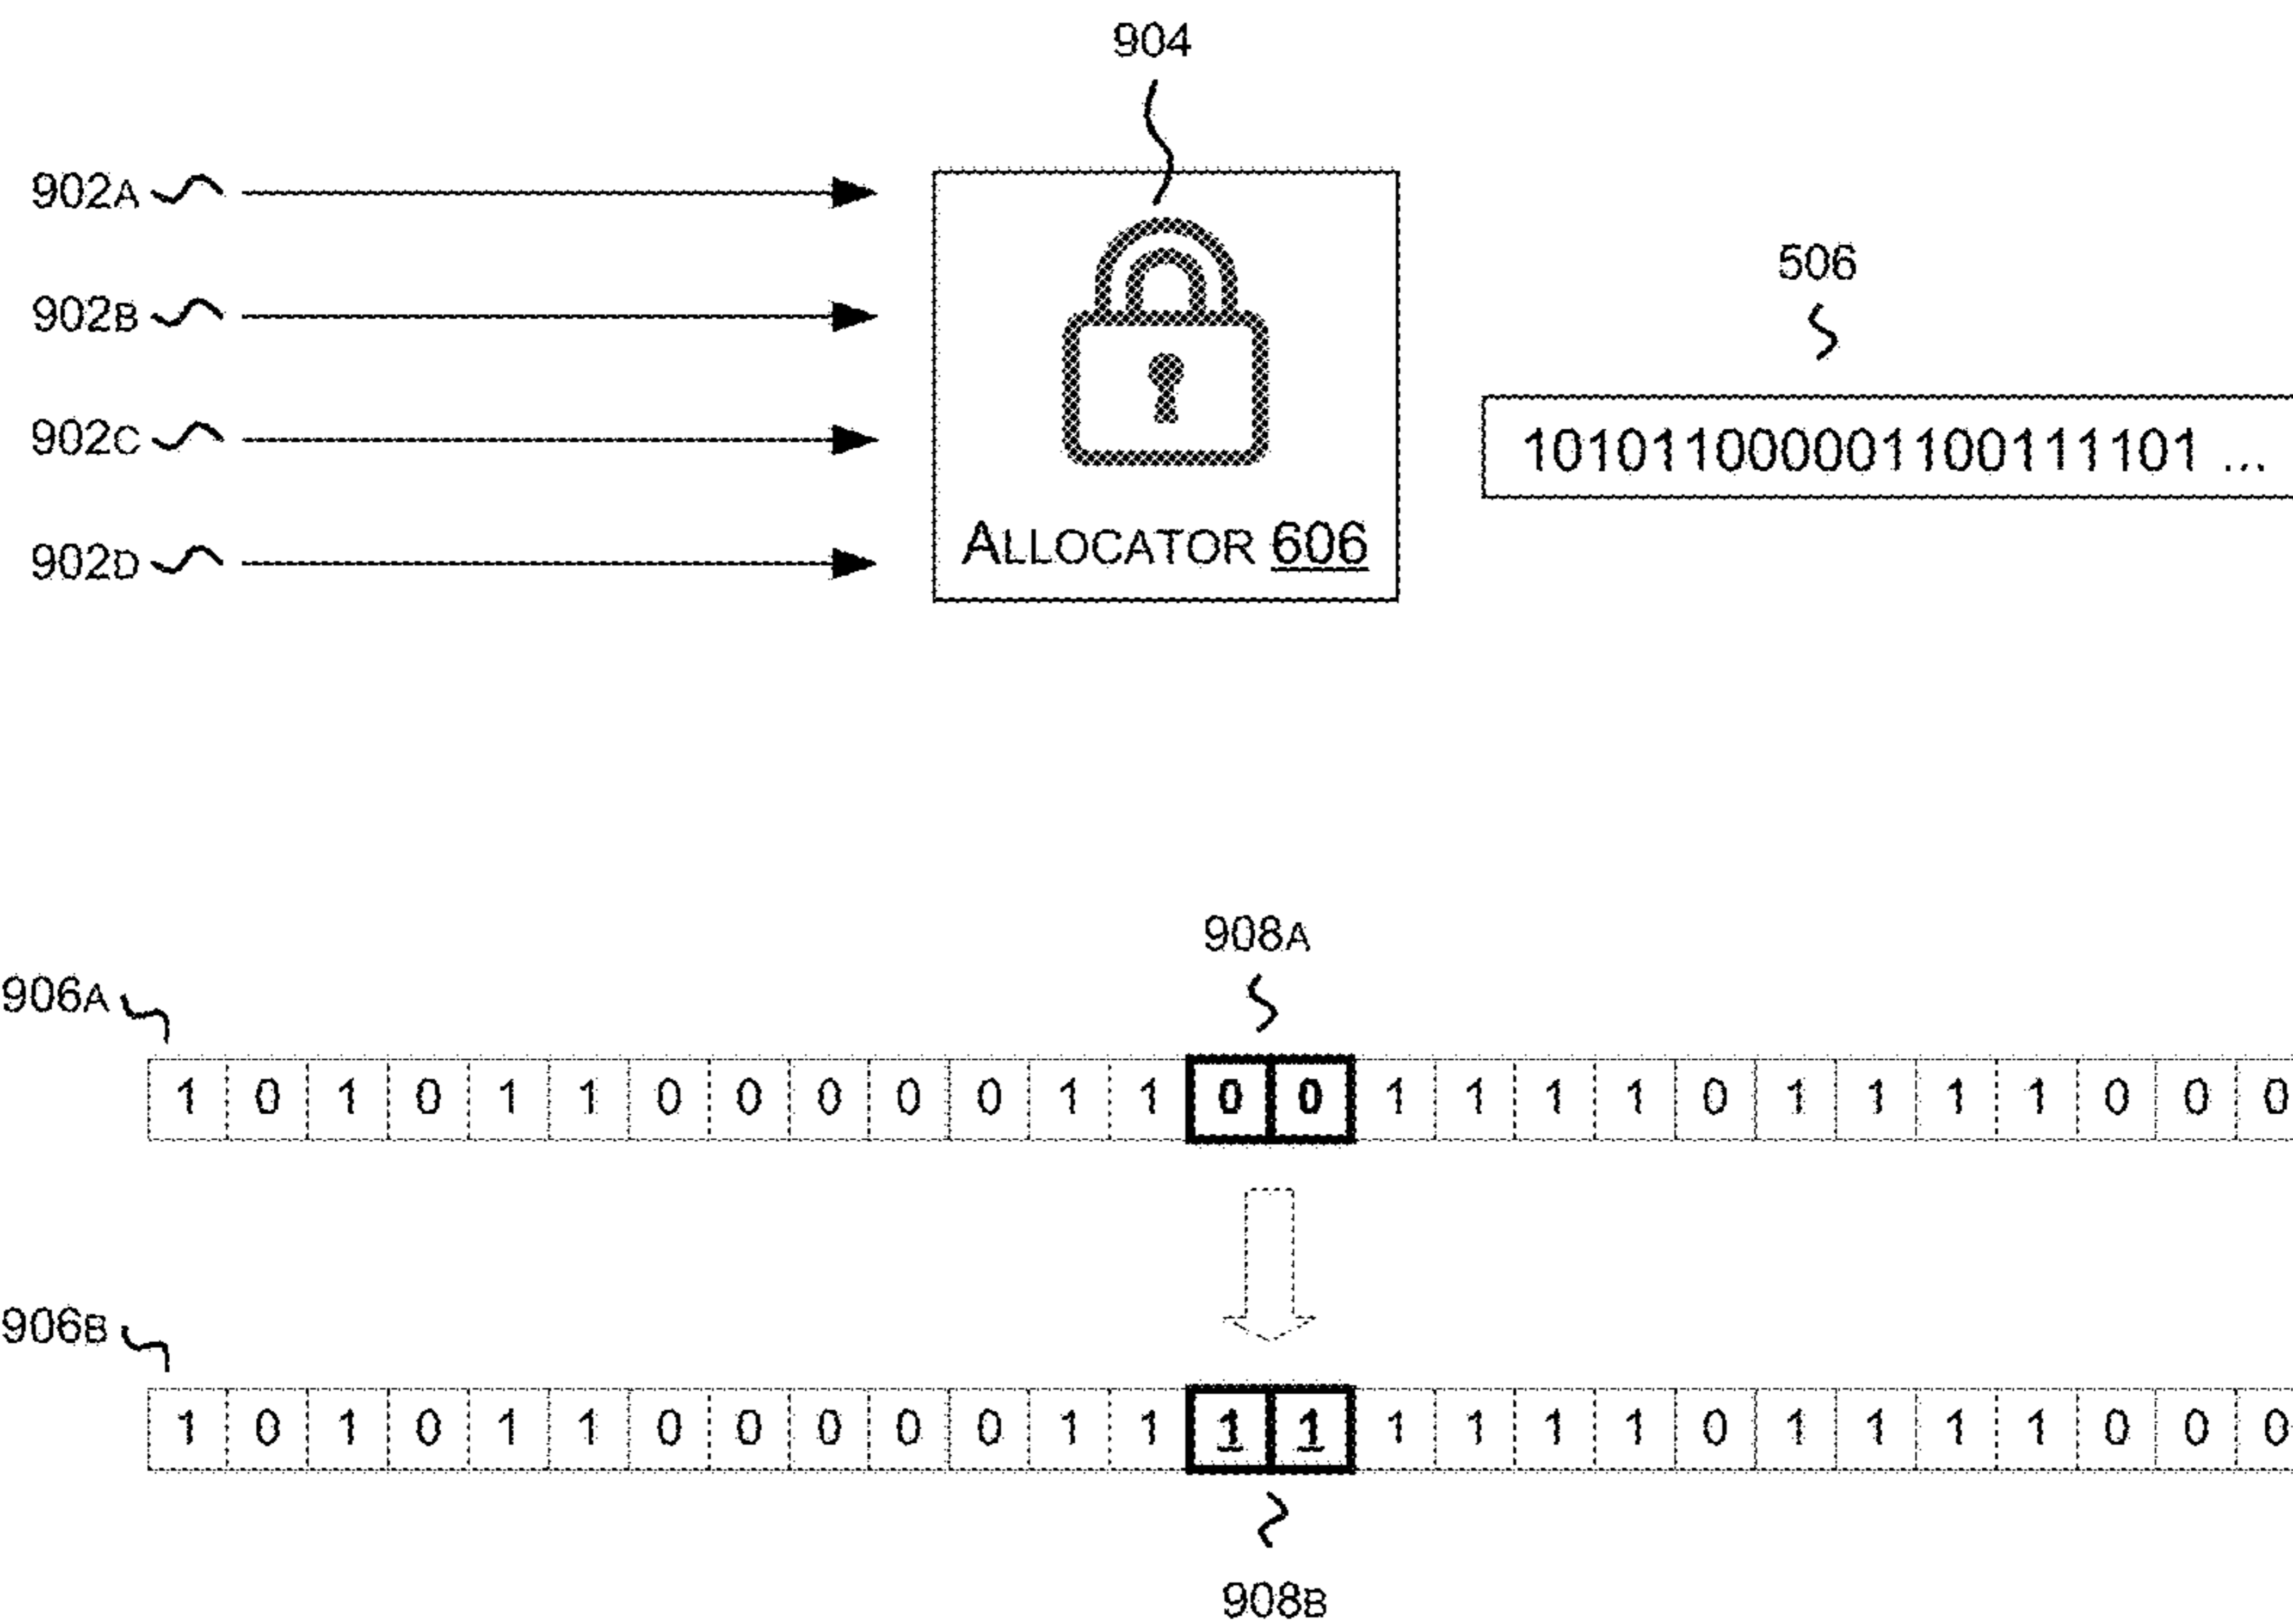 904
902A
902B
506
902C
101011000001100111101 ...
902D
ALLOCATOR 606
908A
906A
1 0 1 0 1 1 0 0 0 0 0 1 1 0 0 1 1 1 1 0 1 1 1 1 0 0 0
906B
1 0 1 0 1 1 0 0 0 0 0 1 1 1 1 1 1 1 1 0 1 1 1 1 0 0 0
908B